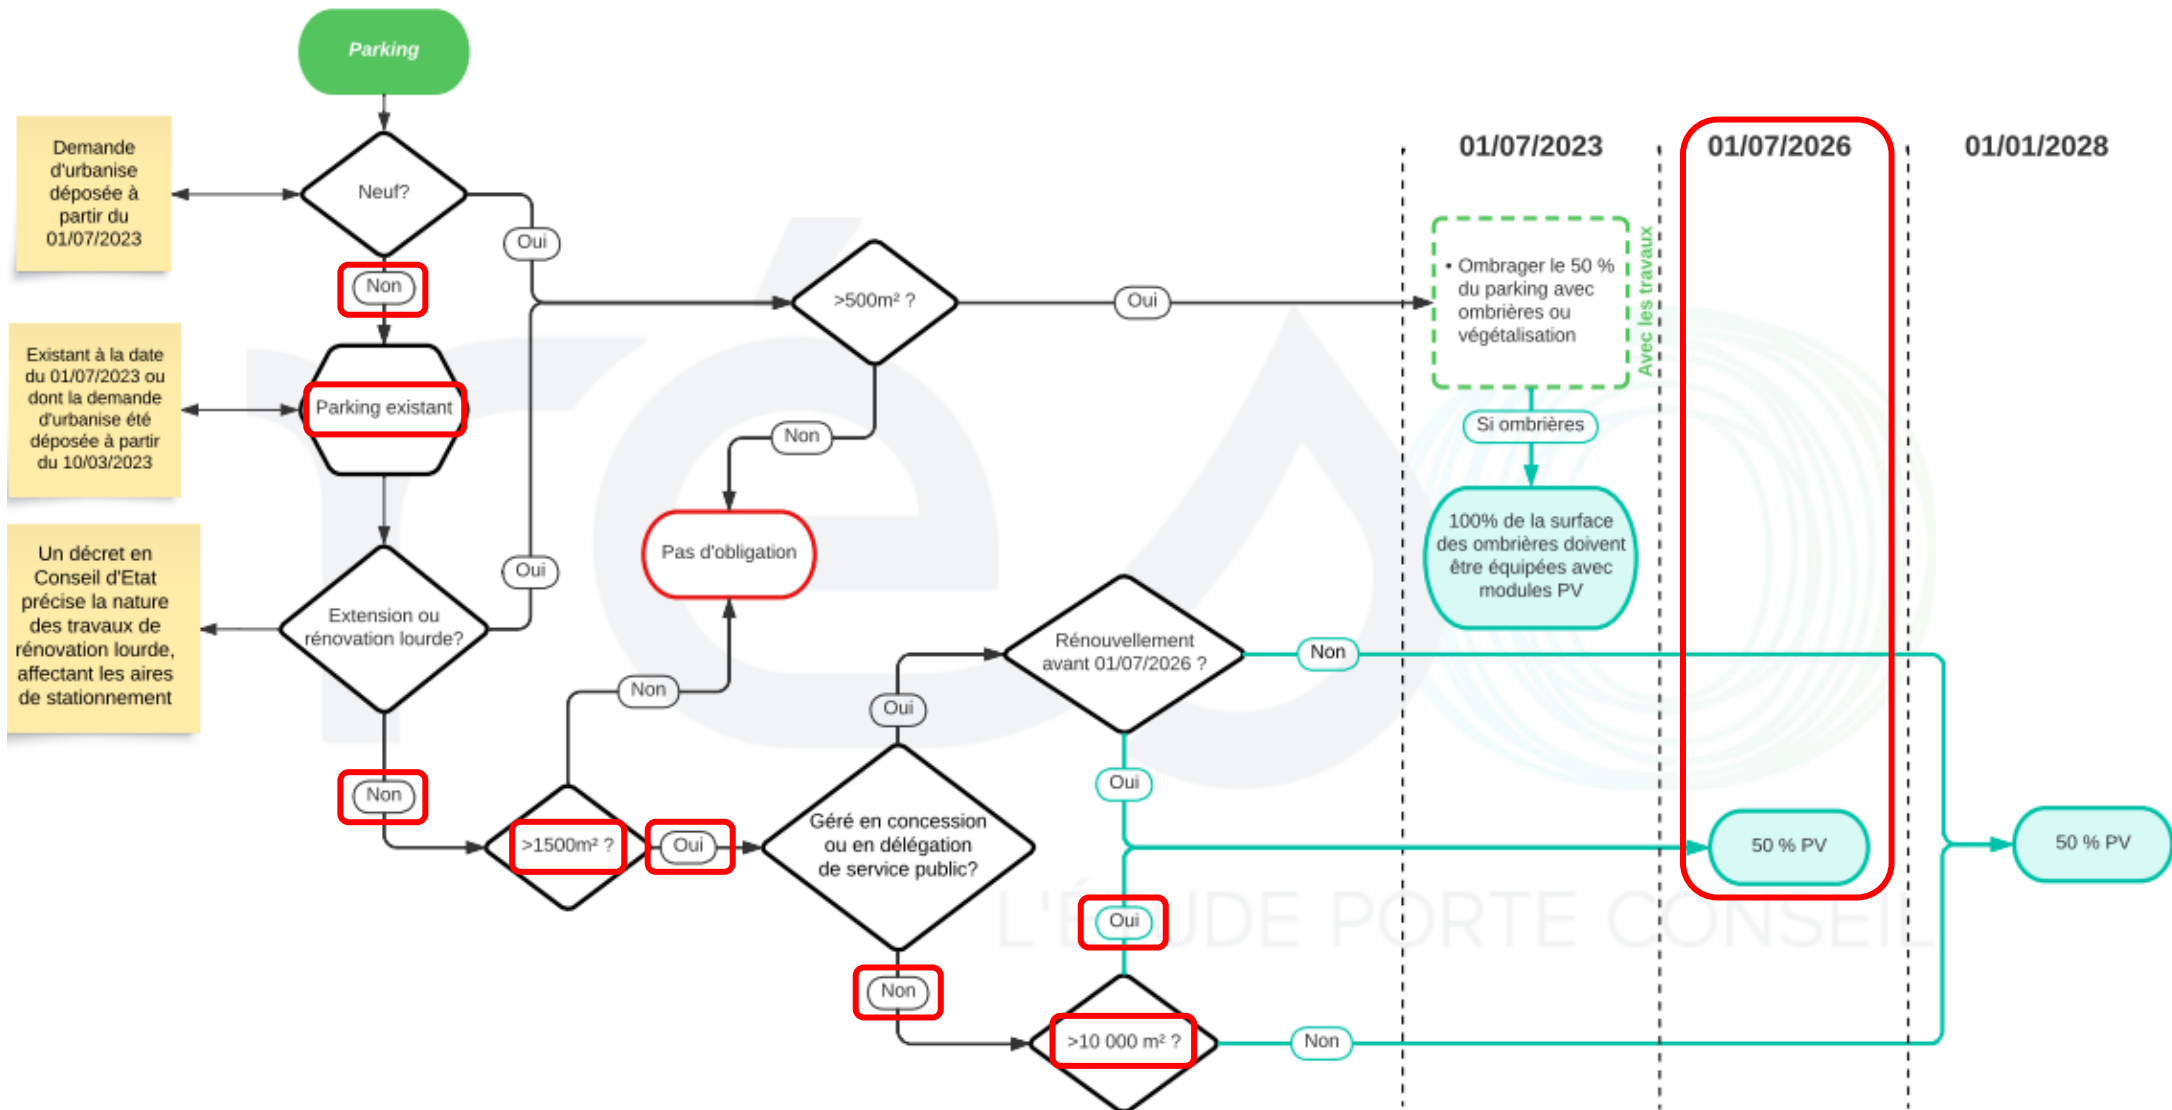 Parking
Demande
d'urbanise
déposée à
partir du
01/07/2023
Neuf?
Oui
Non
01/07/2023
01/07/2026
01/01/2028
>500m² ?
Oui
• Ombrager le 50 %
du parking avec
ombrières ou
végétalisation
Avec les travaux
Existant à la date
du 01/07/2023 ou
dont la demande
d'urbanise été
déposée à partir
du 10/03/2023
Parking existant
Non
Si ombrières
Pas d'obligation
100% de la surface
des ombrières doivent
être équipées avec
modules PV
Un décret en
Conseil d'Etat
précise la nature
des travaux de
rénovation lourde,
affectant les aires
de stationnement
Extension ou
rénovation lourde?
Oui
Non
Rénouvellement
avant 01/07/2026 ?
Non
Oui
Oui
Non
>1500m² ?
Oui
Géré en concession
ou en délégation
de service public?
50 % PV
50 % PV
Oui
Non
>10 000 m² ?
Non
réso
L'ÉTUDE PORTE CONSEIL